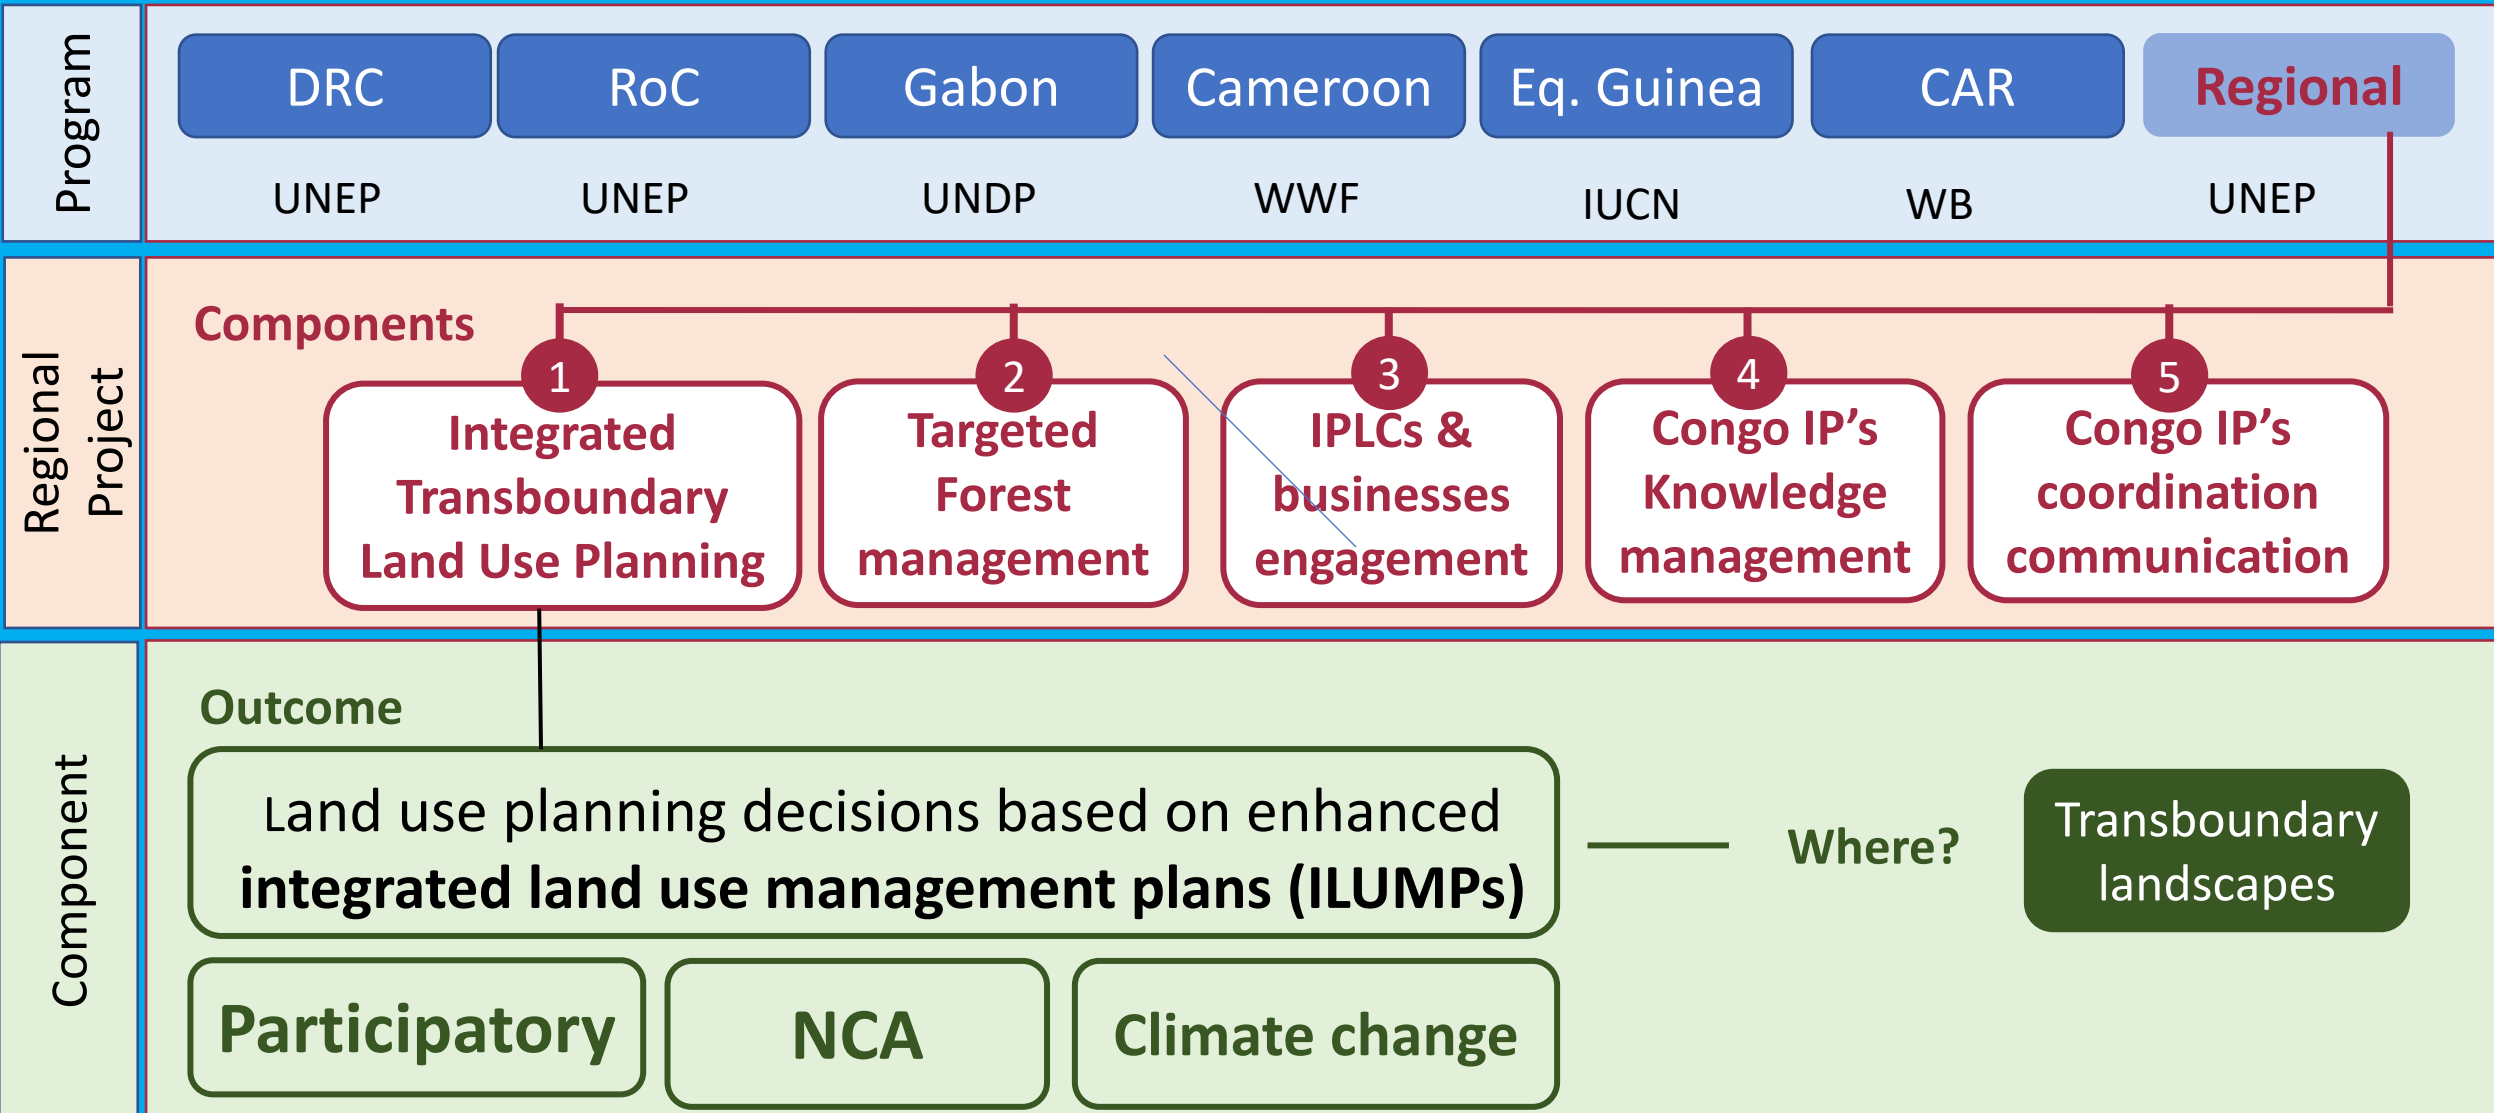 Program
DRC
RoC
Gabon
Cameroon
Eq. Guinea
CAR
Regional
UNEP
UNEP
UNDP
WWF
IUCN
WB
UNEP
Regional
Project
Components
1
Integrated
Transboundary
Land Use Planning
2
Targeted
Forest
management
3
IPLCs &
businesses
engagement
4
Congo IP’s
Knowledge
management
5
Congo IP’s
coordination
communication
Component
Outcome
Land use planning decisions based on enhanced
integrated land use management plans (ILUMPs)
Where?
Transboundary
landscapes
Participatory
NCA
Climate change